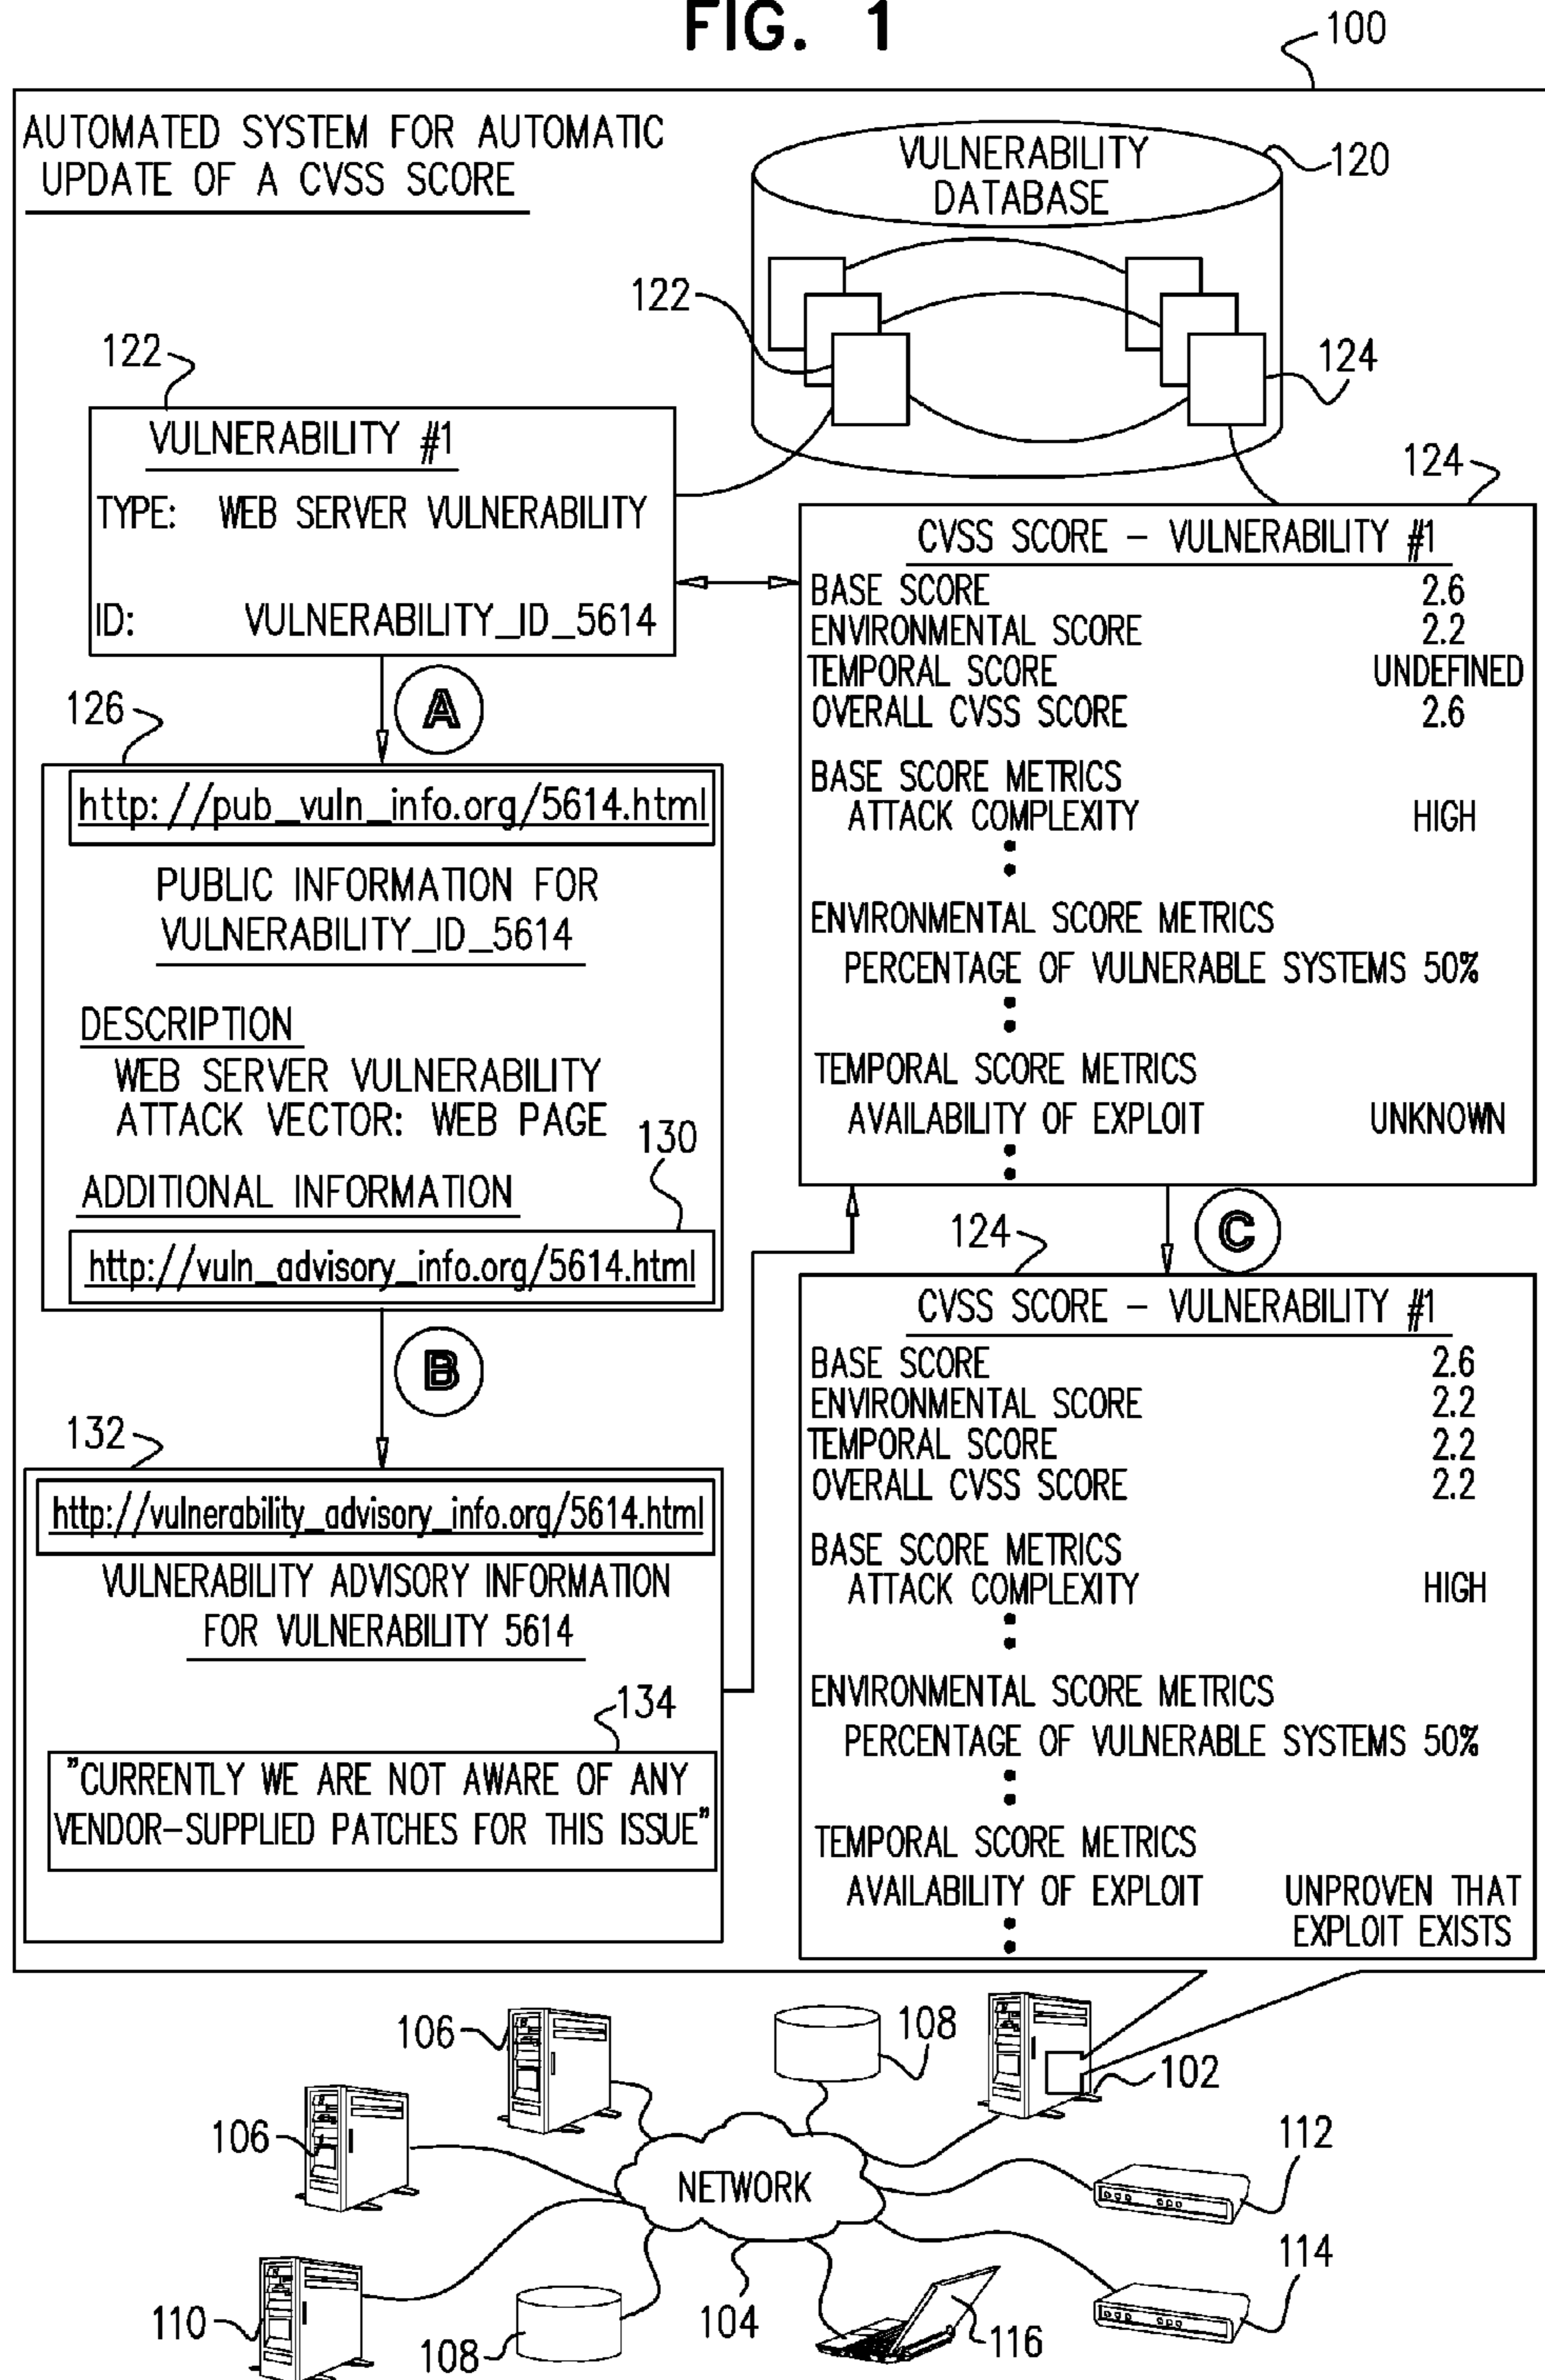 FIG. 1
100
AUTOMATED SYSTEM FOR AUTOMATIC
UPDATE OF A CVSS SCORE
VULNERABILITY
DATABASE
120
122
124
122
VULNERABILITY #1
TYPE: WEB SERVER VULNERABILITY
ID: VULNERABILITY_ID_5614
A
126
http://pub_vuln_info.org/5614.html
PUBLIC INFORMATION FOR
VULNERABILITY_ID_5614
DESCRIPTION
WEB SERVER VULNERABILITY
ATTACK VECTOR: WEB PAGE
130
ADDITIONAL INFORMATION
http://vuln_advisory_info.org/5614.html
B
132
http://vulnerability_advisory_info.org/5614.html
VULNERABILITY ADVISORY INFORMATION
FOR VULNERABILITY 5614
134
"CURRENTLY WE ARE NOT AWARE OF ANY
VENDOR-SUPPLIED PATCHES FOR THIS ISSUE"
124
CVSS SCORE - VULNERABILITY #1
BASE SCORE 2.6
ENVIRONMENTAL SCORE 2.2
TEMPORAL SCORE UNDEFINED
OVERALL CVSS SCORE 2.6
BASE SCORE METRICS
ATTACK COMPLEXITY HIGH
ENVIRONMENTAL SCORE METRICS
PERCENTAGE OF VULNERABLE SYSTEMS 50%
TEMPORAL SCORE METRICS
AVAILABILITY OF EXPLOIT UNKNOWN
C
124
CVSS SCORE - VULNERABILITY #1
BASE SCORE 2.6
ENVIRONMENTAL SCORE 2.2
TEMPORAL SCORE 2.2
OVERALL CVSS SCORE 2.2
BASE SCORE METRICS
ATTACK COMPLEXITY HIGH
ENVIRONMENTAL SCORE METRICS
PERCENTAGE OF VULNERABLE SYSTEMS 50%
TEMPORAL SCORE METRICS
AVAILABILITY OF EXPLOIT UNPROVEN THAT
EXPLOIT EXISTS
106
108
102
106
112
NETWORK
114
110
108
104
116